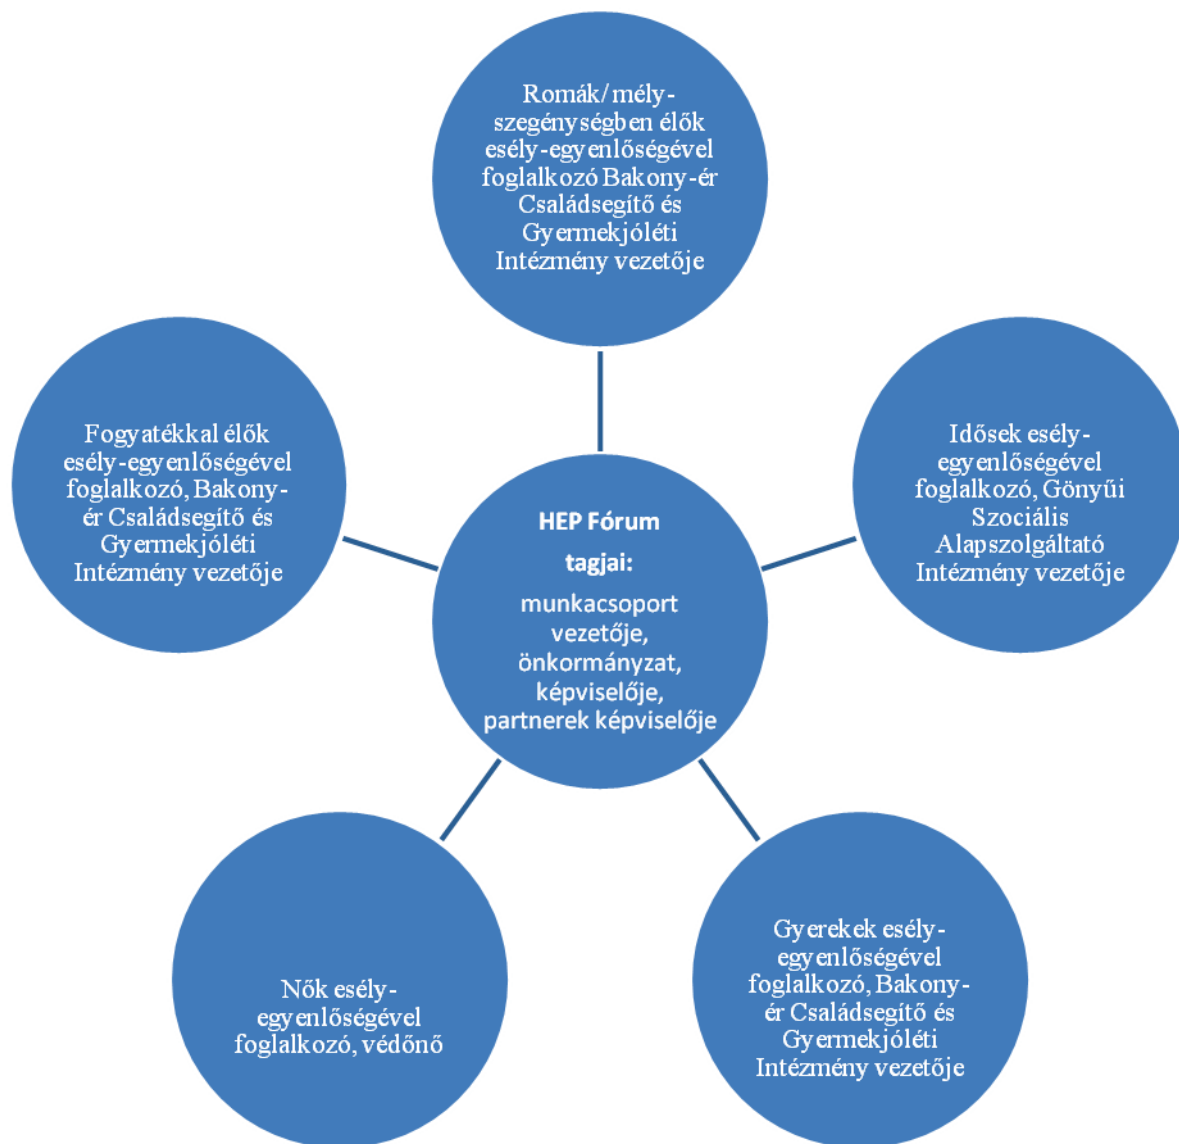 Romák/ mély-
szegénységben élők
esély-egyenlőségével
foglalkozó Bakony-ér
Családsegítő és
Gyermekjóléti
Intézmény vezetője
Fogyatékkal élők
esély-egyenlőségével
foglalkozó, Bakony-
ér Családsegítő és
Gyermekjóléti
Intézmény vezetője
Idősek esély-
egyenlőségével
foglalkozó, Gönyűi
Szociális
Alapszolgáltató
Intézmény vezetője
HEP Fórum
tagjai:
munkacsoport
vezetője,
önkormányzat,
képviselője,
partnerek képviselője
Nők esély-
egyenlőségével
foglalkozó, védőnő
Gyerekek esély-
egyenlőségével
foglalkozó, Bakony-
ér Családsegítő és
Gyermekjóléti
Intézmény vezetője